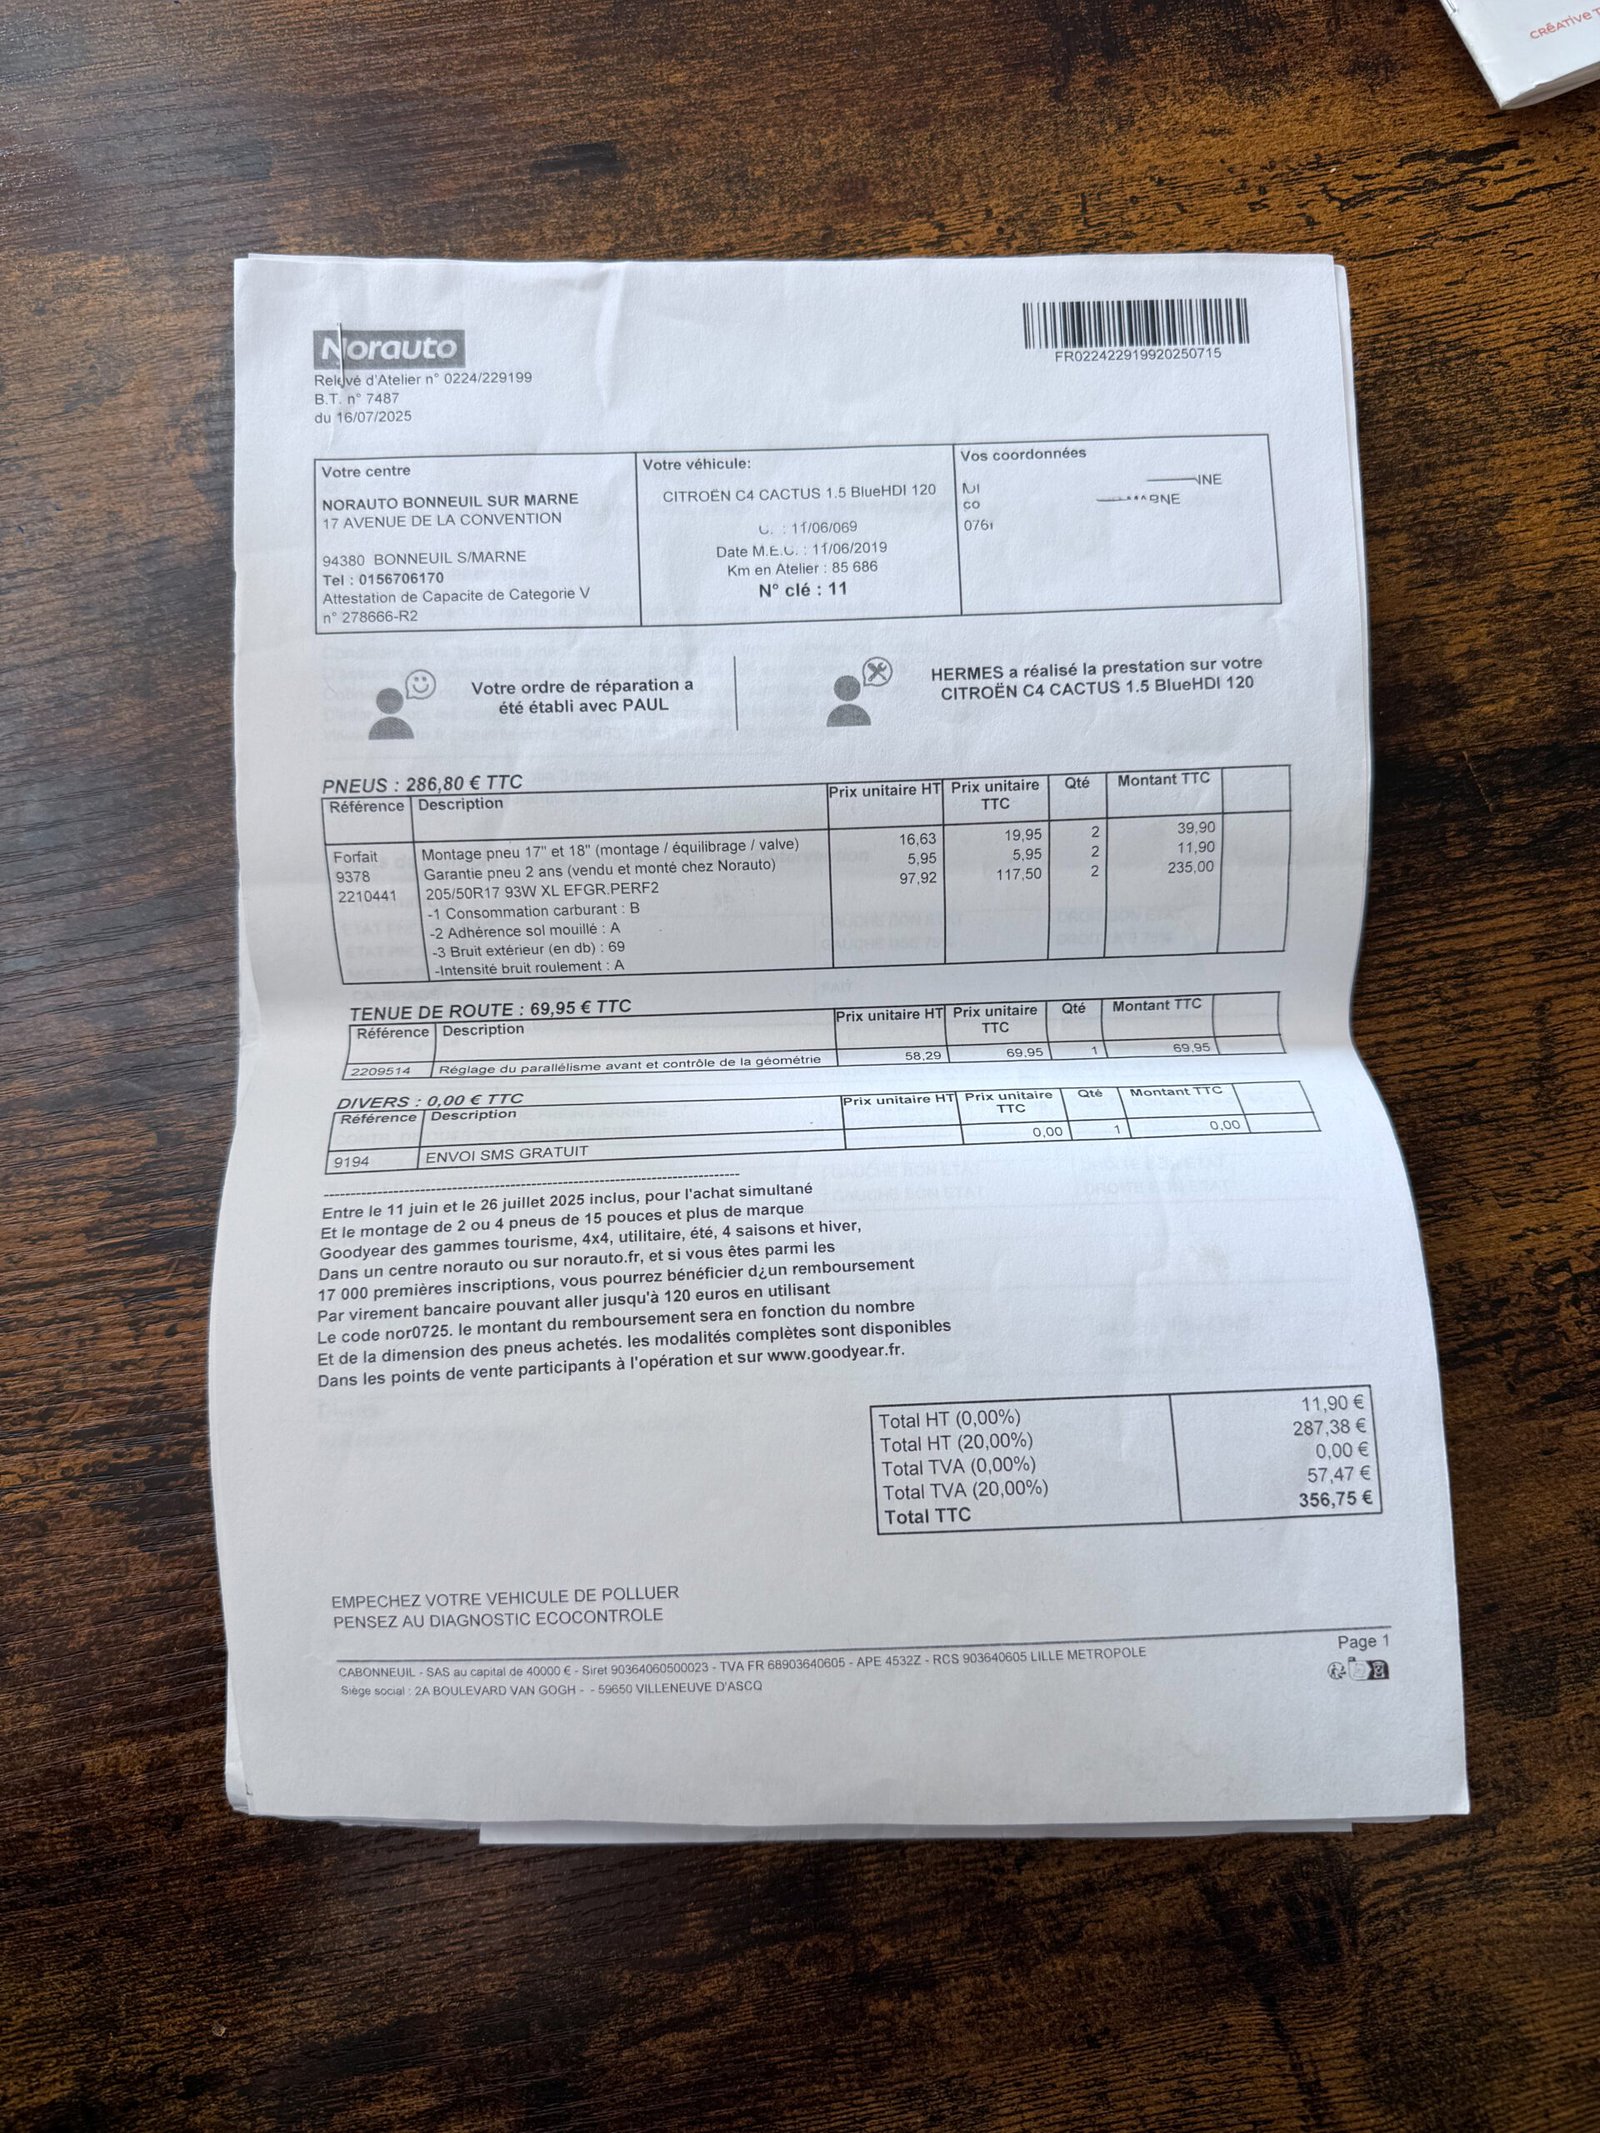 CRÉATIVE
Norauto
FR022422919920250715
Relevé d'Atelier n° 0224/229199
B.T. n° 7487
du 16/07/2025
Votre centre
NORAUTO BONNEUIL SUR MARNE
17 AVENUE DE LA CONVENTION
94380 BONNEUIL S/MARNE
Tel : 0156706170
Attestation de Capacite de Categorie V
n° 278666-R2
Votre véhicule:
CITROËN C4 CACTUS 1.5 BlueHDI 120
: 11/06/069
Date M.E.C. : 11/06/2019
Km en Atelier : 85 686
N° clé : 11
Vos coordonnées
Votre ordre de réparation a
été établi avec PAUL
HERMES a réalisé la prestation sur votre
CITROËN C4 CACTUS 1.5 BlueHDI 120
PNEUS : 286,80 € TTC
Référence Description Prix unitaire HT Prix unitaire TTC Qté Montant TTC
Forfait Montage pneu 17" et 18" (montage / équilibrage / valve) 16,63 19,95 2 39,90
9378 Garantie pneu 2 ans (vendu et monté chez Norauto) 5,95 5,95 2 11,90
2210441 205/50R17 93W XL EFGR.PERF2 97,92 117,50 2 235,00
-1 Consommation carburant : B
-2 Adhérence sol mouillé : A
-3 Bruit extérieur (en db) : 69
-Intensité bruit roulement : A
TENUE DE ROUTE : 69,95 € TTC
Référence Description Prix unitaire HT Prix unitaire TTC Qté Montant TTC
2209514 Réglage du parallélisme avant et contrôle de la géométrie 58,29 69,95 1 69,95
DIVERS : 0,00 € TTC
Référence Description Prix unitaire HT Prix unitaire TTC Qté Montant TTC
9194 ENVOI SMS GRATUIT 0,00 1 0,00
Entre le 11 juin et le 26 juillet 2025 inclus, pour l'achat simultané
Et le montage de 2 ou 4 pneus de 15 pouces et plus de marque
Goodyear des gammes tourisme, 4x4, utilitaire, été, 4 saisons et hiver,
Dans un centre norauto ou sur norauto.fr, et si vous êtes parmi les
17 000 premières inscriptions, vous pourrez bénéficier d¿un remboursement
Par virement bancaire pouvant aller jusqu'à 120 euros en utilisant
Le code nor0725. le montant du remboursement sera en fonction du nombre
Et de la dimension des pneus achetés. les modalités complètes sont disponibles
Dans les points de vente participants à l'opération et sur www.goodyear.fr.
Total HT (0,00%) 11,90 €
Total HT (20,00%) 287,38 €
Total TVA (0,00%) 0,00 €
Total TVA (20,00%) 57,47 €
Total TTC 356,75 €
EMPECHEZ VOTRE VEHICULE DE POLLUER
PENSEZ AU DIAGNOSTIC ECOCONTROLE
Page 1
CABONNEUIL - SAS au capital de 40000 € - Siret 90364060500023 - TVA FR 68903640605 - APE 4532Z - RCS 903640605 LILLE METROPOLE
Siège social : 2A BOULEVARD VAN GOGH - - 59650 VILLENEUVE D'ASCQ